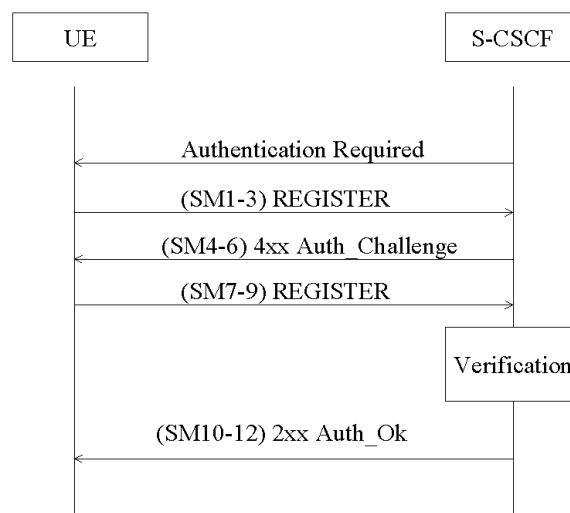 UE
S-CSCF
Authentication Required
(SM1-3) REGISTER
(SM4-6) 4xx Auth_Challenge
(SM7-9) REGISTER
Verification
(SM10-12) 2xx Auth_Ok